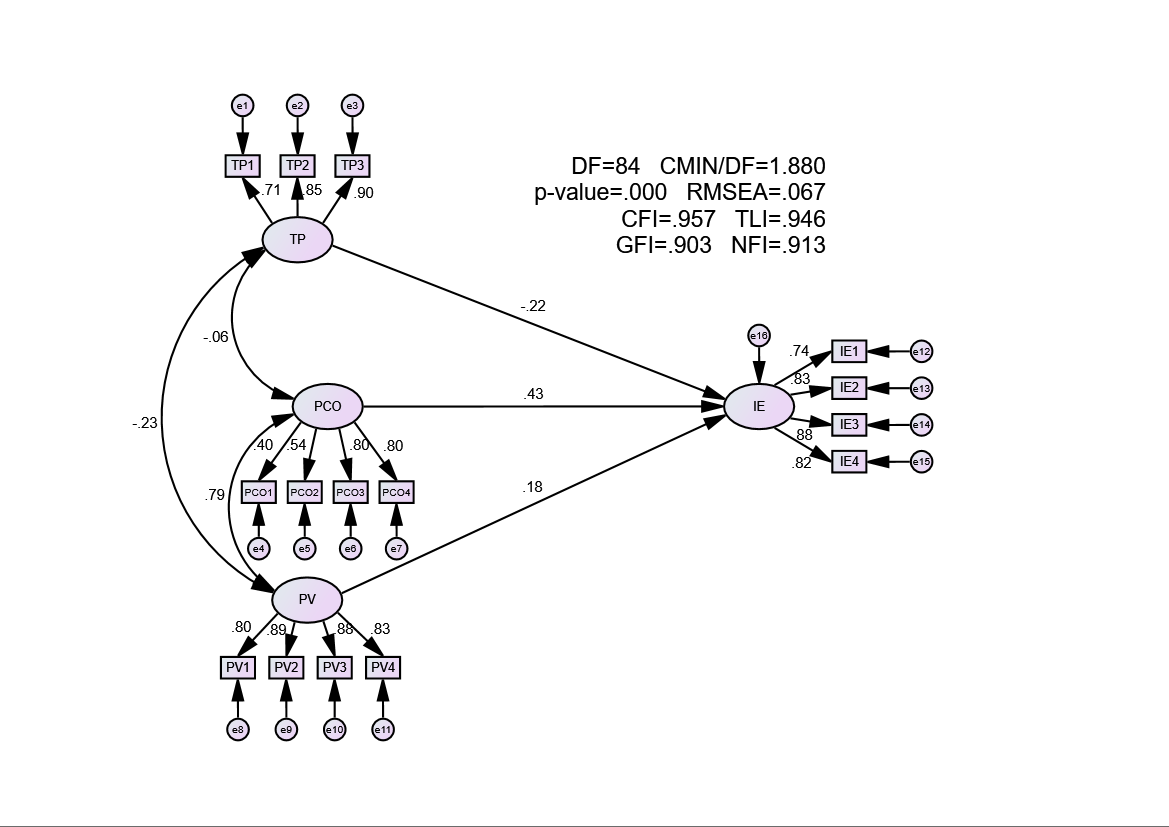 e1 e2 e3
TP1 TP2 TP3
.71 .85 .90
TP
DF=84 CMIN/DF=1.880
p-value=.000 RMSEA=.067
CFI=.957 TLI=.946
GFI=.903 NFI=.913
-.22
-.06
e16
.74 IE1 e12
.83 IE2 e13
IE3 e14
88
.82 IE4 e15
PCO
.43
IE
-.23
.40 .54 .80 .80
PCO1 PCO2 PCO3 PCO4
.79
.18
e4 e5 e6 e7
PV
.80 .89 .88 .83
PV1 PV2 PV3 PV4
e8 e9 e10 e11